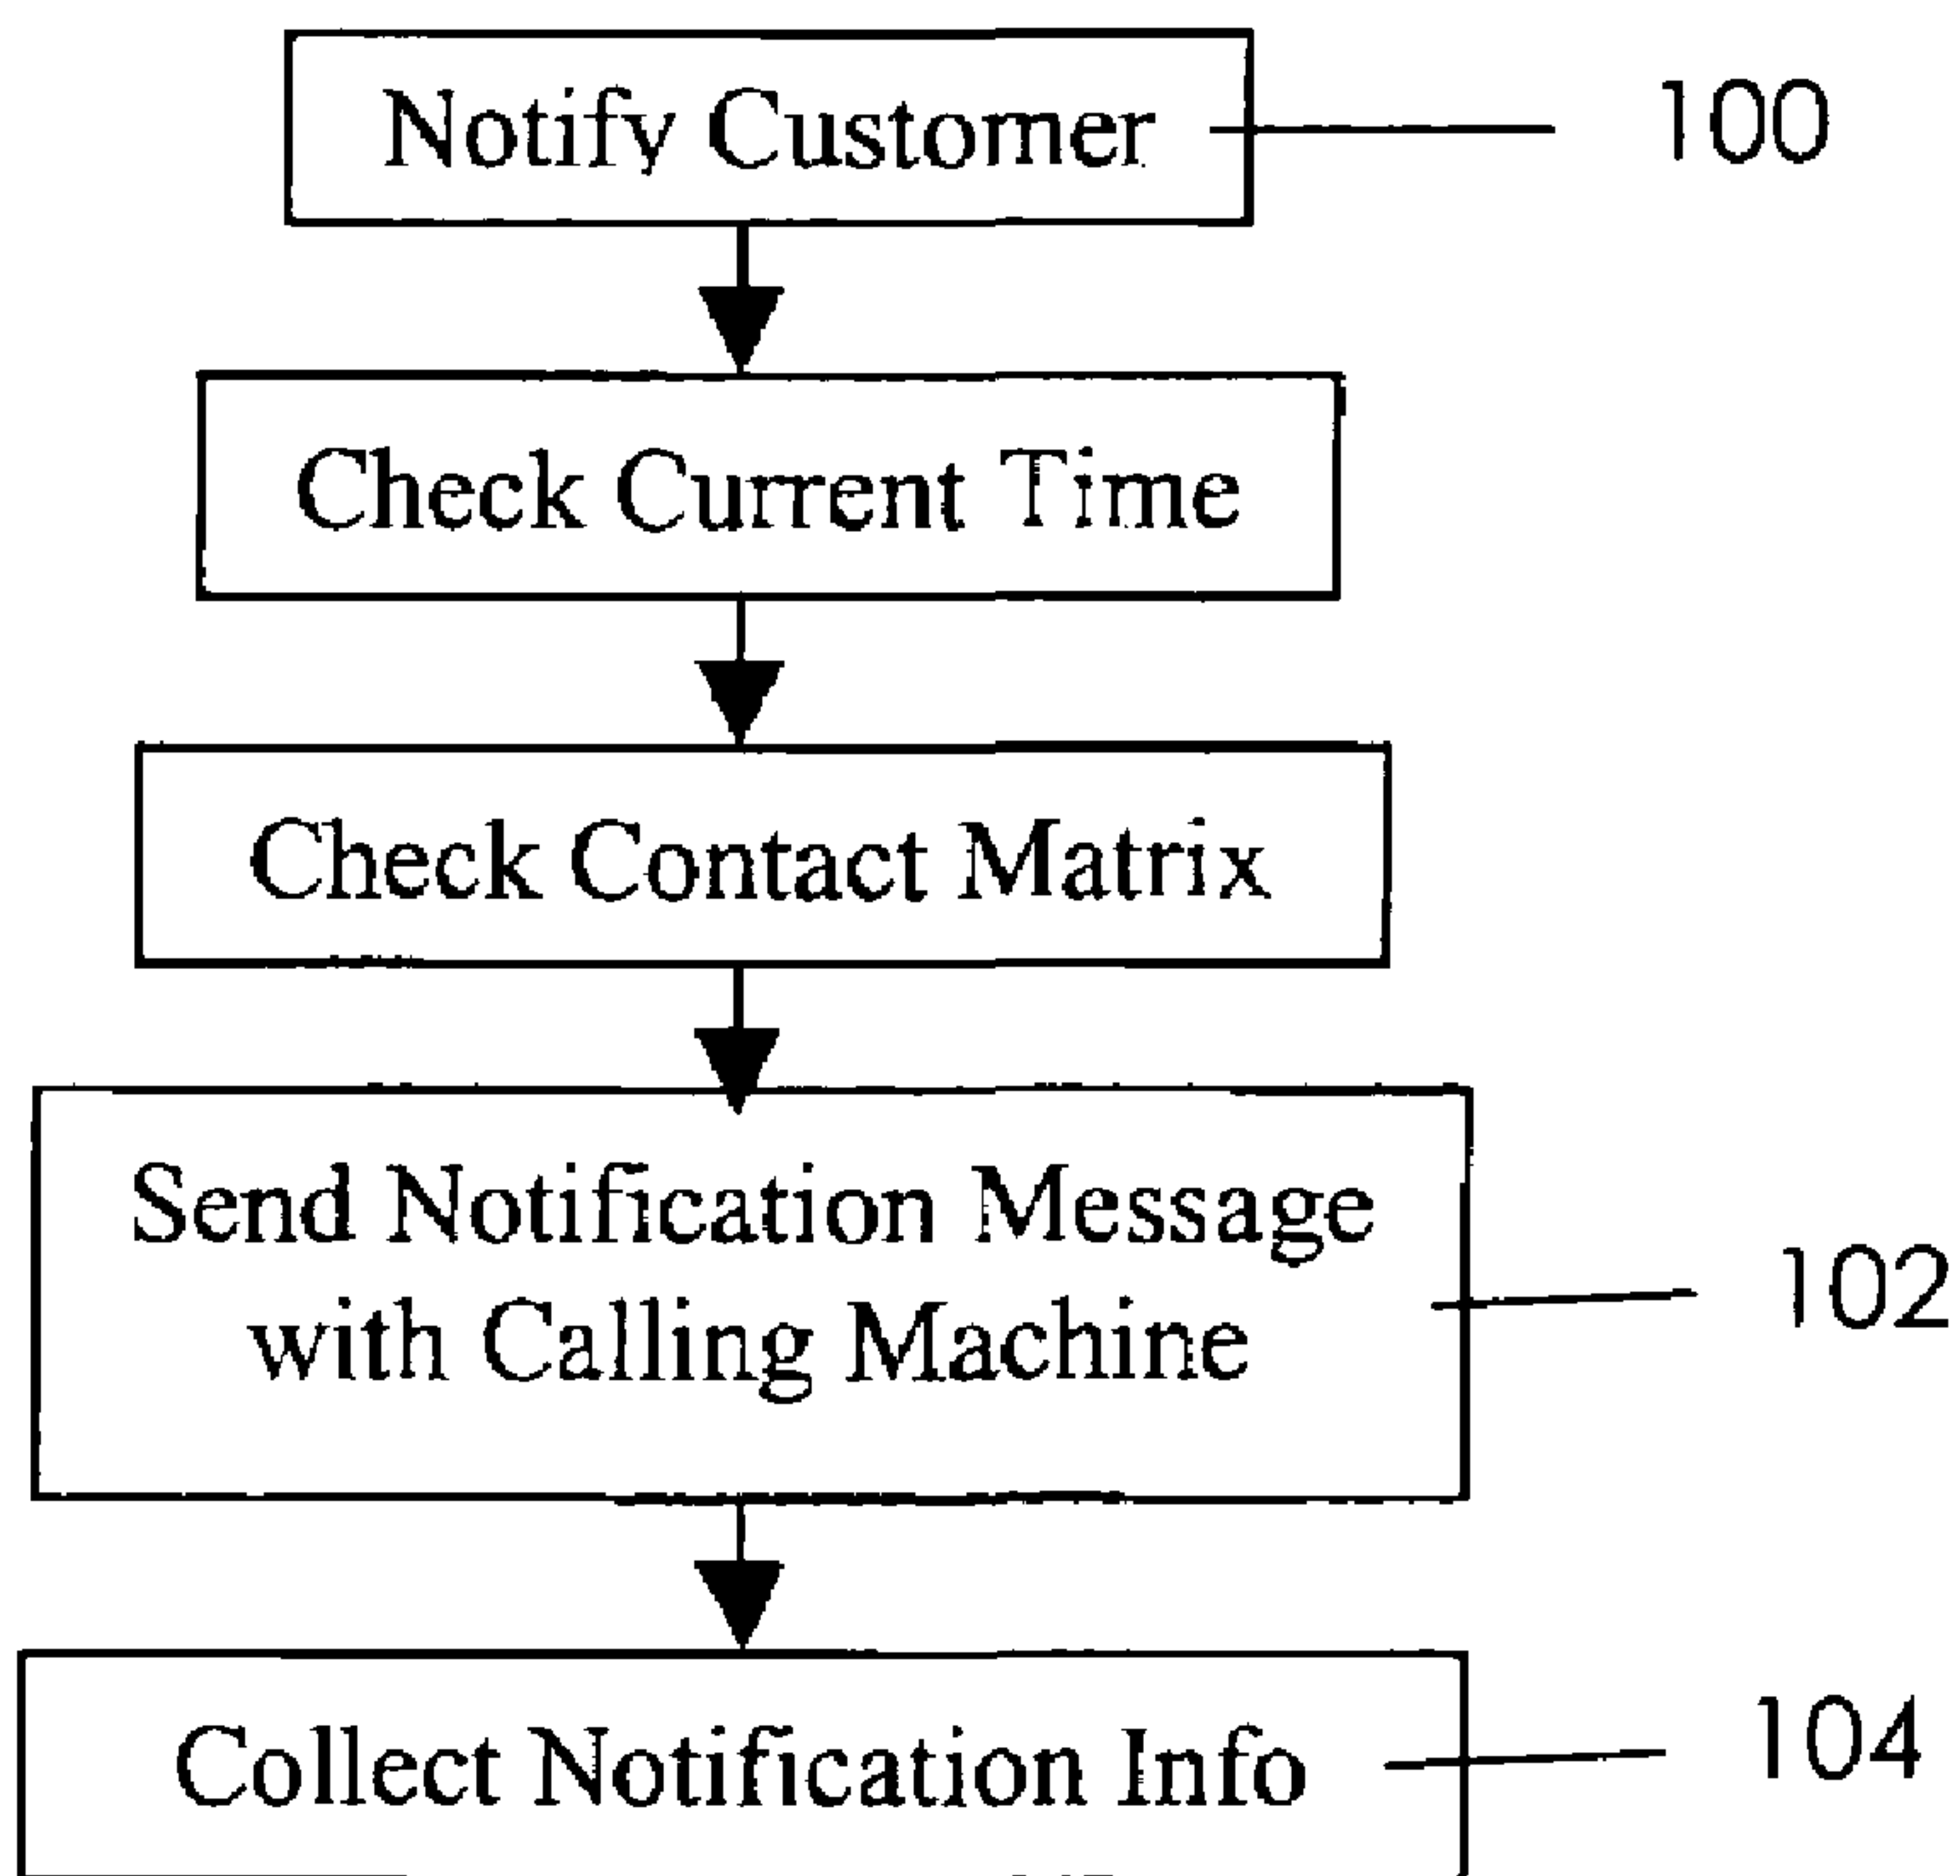 Notify Customer
100
Check Current Time
Check Contact Matrix
Send Notification Message
with Calling Machine
102
Collect Notification Info
104